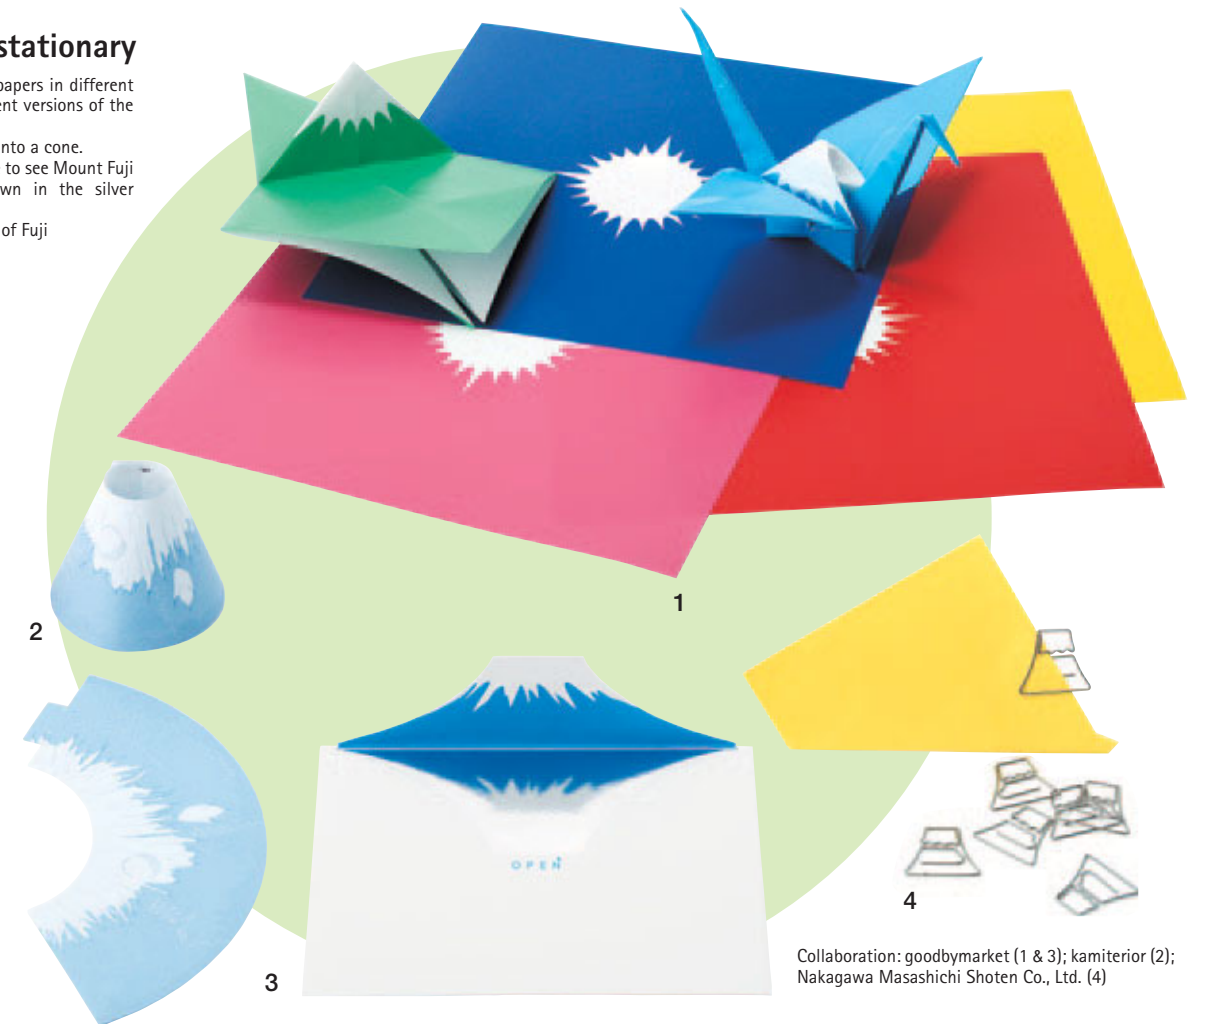 stationary
papers in different
ent versions of the
nto a cone.
to see Mount Fuji
wn in the silver
of Fuji
1
2
OPEN
3
4
Collaboration: goodbymarket (1 & 3); kamiterior (2);
Nakagawa Masashichi Shoten Co., Ltd. (4)